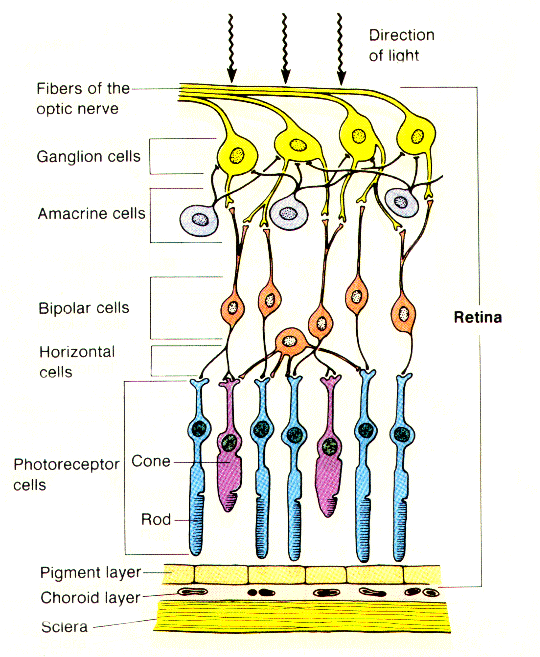 Direction
of light
Fibers of the
optic nerve
Ganglion cells
Amacrine cells
Bipolar cells
Retina
Horizontal
cells
Photoreceptor
cells
Cone
Rod
Pigment layer
Choroid layer
Sclera